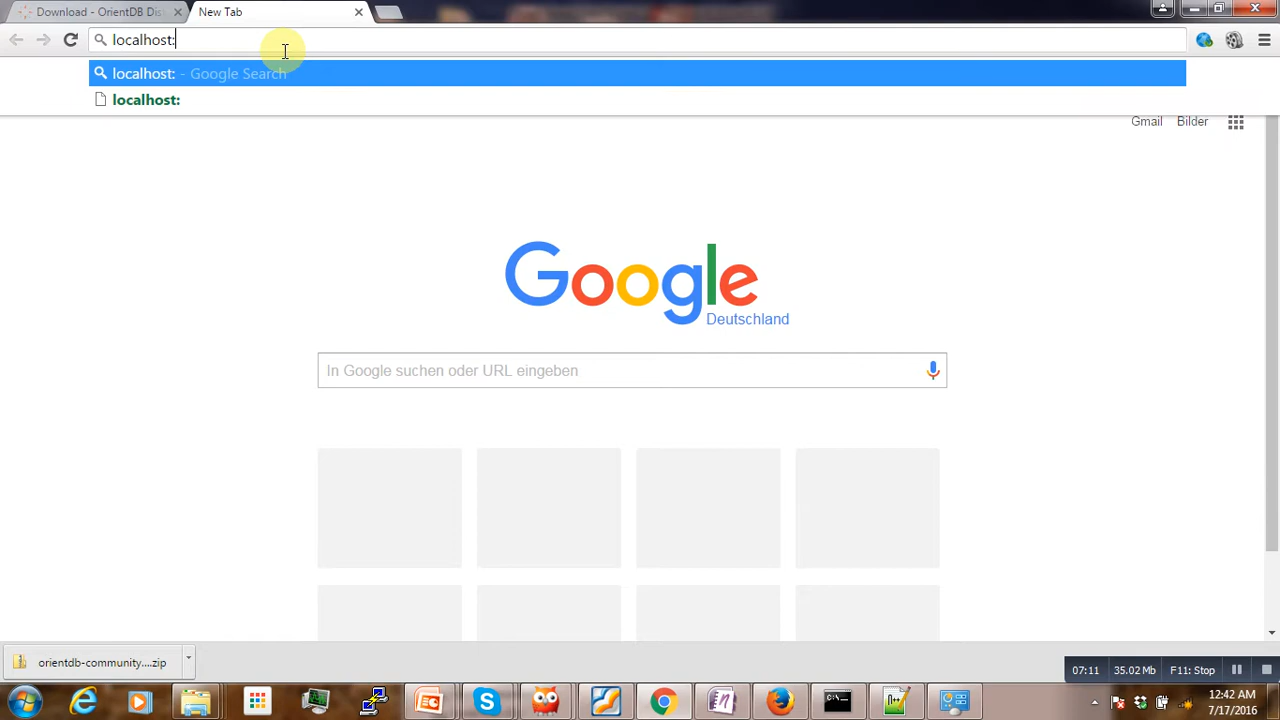 Download - OrientDB Dist
New Tab
localhost:
localhost: - Google Search
localhost:
Gmail Bilder
Google
Deutschland
In Google suchen oder URL eingeben
orientdb-community....zip
07:11 35.02 Mb F11: Stop
12:42 AM
7/17/2016